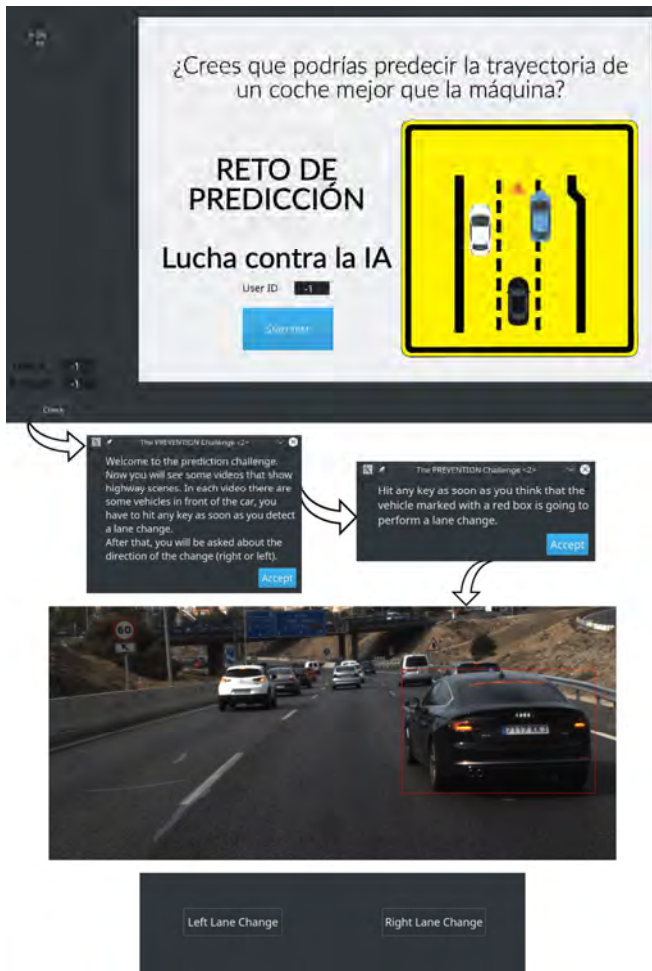 ¿Crees que podrías predecir la trayectoria de
un coche mejor que la máquina?
RETO DE
PREDICCIÓN
Lucha contra la IA
User ID -1
-1
-1
Check
The PREVENTION Challenge <2>
Welcome to the prediction challenge.
Now you will see some videos that show
highway scenes. In each video there are
some vehicles in front of the car, you
have to hit any key as soon as you detect
a lane change.
After that, you will be asked about the
direction of the change (right or left).
Accept
The PREVENTION Challenge <2>
Hit any key as soon as you think that the
vehicle marked with a red box is going to
perform a lane change.
Accept
60
Left Lane Change
Right Lane Change